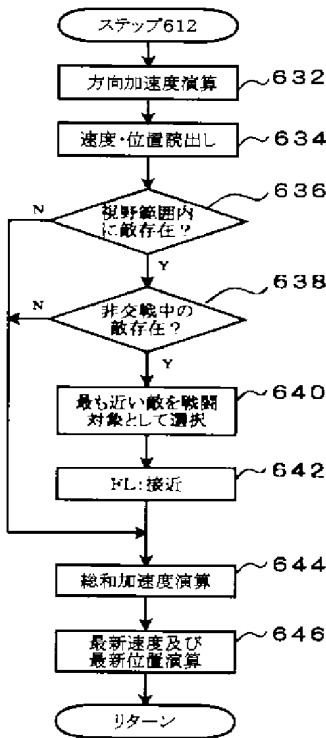 ステップ612
方向加速度演算
632
速度・位置読出し
634
636
N
視野範囲内
に敵存在？
Y
638
N
非交戦中の
敵存在？
Y
640
最も近い敵を戦闘
対象として選択
642
FL:接近
644
総和加速度演算
646
最新速度及び
最新位置演算
リターン